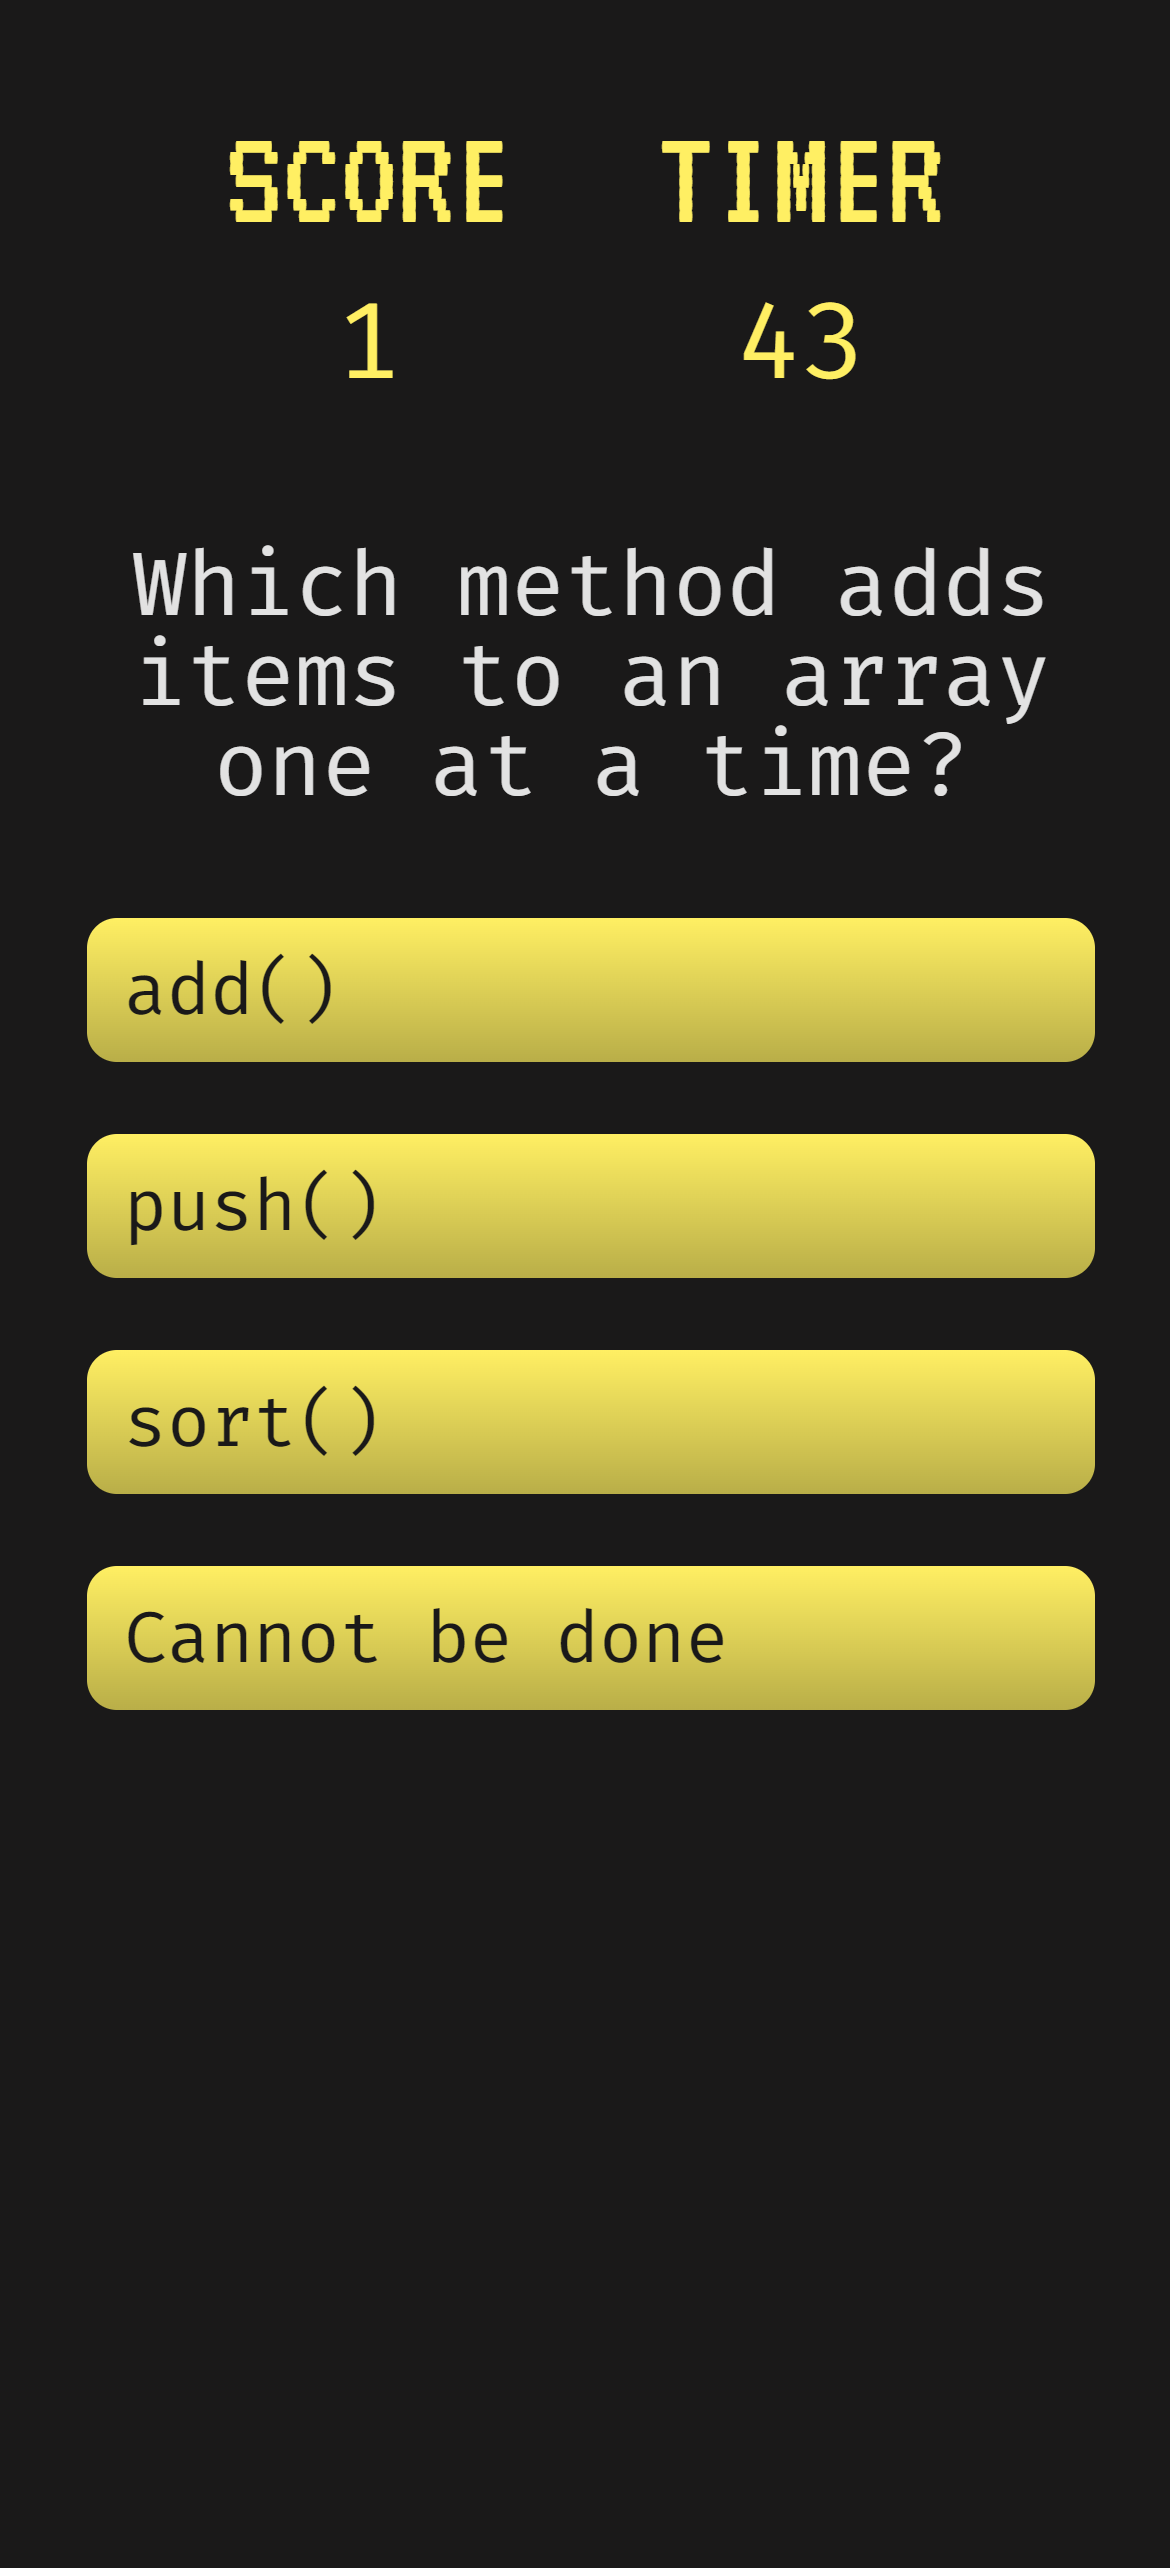 SCORE TIMER
1 43
Which method adds
items to an array
one at a time?
add()
push()
sort()
Cannot be done